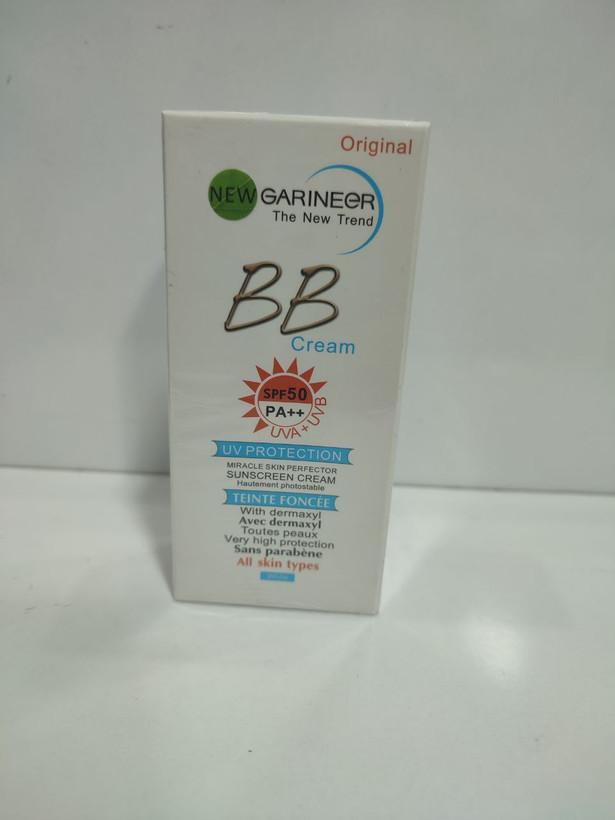 Original
NEW GARINEER
The New Trend
BB
Cream
SPF50
PA++
UVA+UVB
UV PROTECTION
MIRACLE SKIN PERFECTOR
SUNSCREEN CREAM
Hautement photostable
TEINTE FONCÉE
With dermaxyl
Avec dermaxyl
Toutes peaux
Very high protection
Sans parabène
All skin types